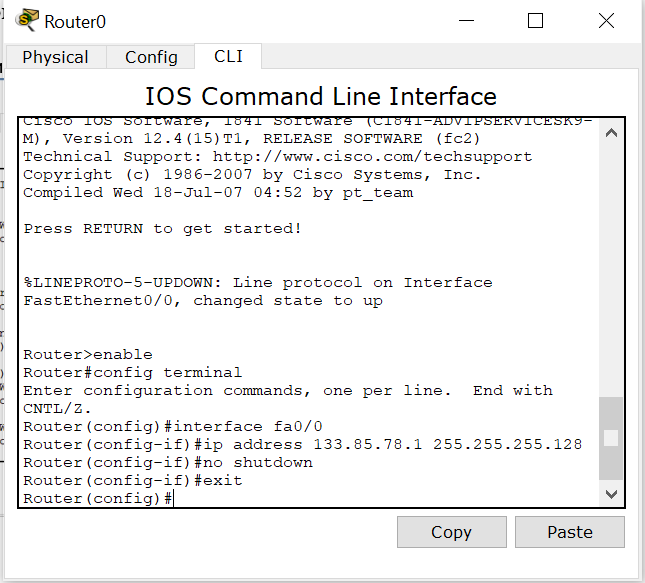 Router0
Physical Config CLI
IOS Command Line Interface
Cisco IOS Software, 1841 Software (C1841-ADVIPSERVICESK9-
M), Version 12.4(15)T1, RELEASE SOFTWARE (fc2)
Technical Support: http://www.cisco.com/techsupport
Copyright (c) 1986-2007 by Cisco Systems, Inc.
Compiled Wed 18-Jul-07 04:52 by pt_team
Press RETURN to get started!
%LINEPROTO-5-UPDOWN: Line protocol on Interface
FastEthernet0/0, changed state to up
Router>enable
Router#config terminal
Enter configuration commands, one per line.  End with
CNTL/Z.
Router(config)#interface fa0/0
Router(config-if)#ip address 133.85.78.1 255.255.255.128
Router(config-if)#no shutdown
Router(config-if)#exit
Router(config)#
Copy Paste